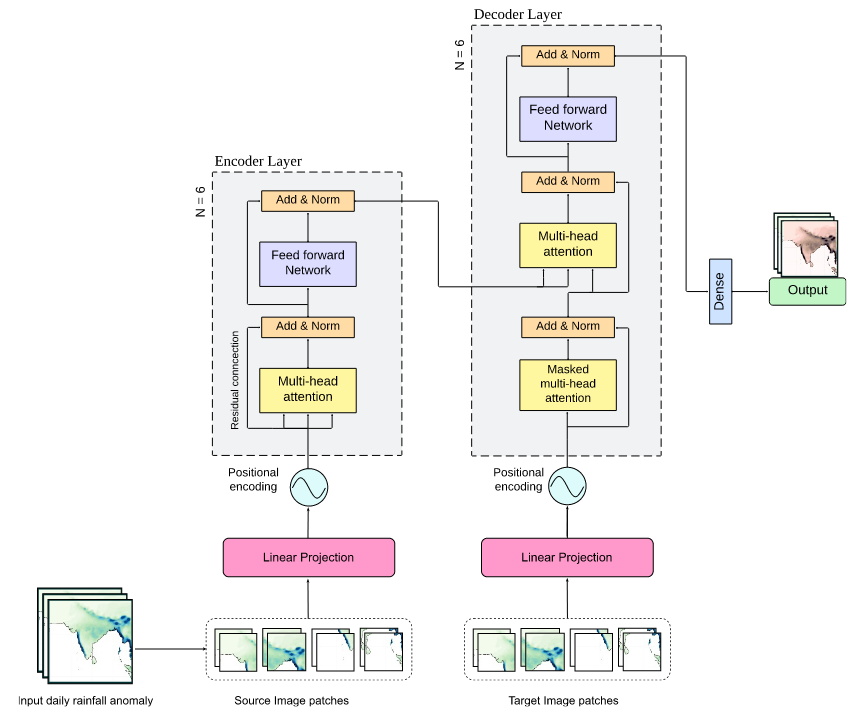 Decoder Layer
N = 6
Add & Norm
Feed forward
Network
Add & Norm
Multi-head
attention
Add & Norm
Masked
multi-head
attention
Encoder Layer
N = 6
Add & Norm
Feed forward
Network
Add & Norm
Residual conncection
Multi-head
attention
Dense
Output
Positional
encoding
Positional
encoding
Linear Projection
Linear Projection
Input daily rainfall anomaly
Source Image patches
Target Image patches